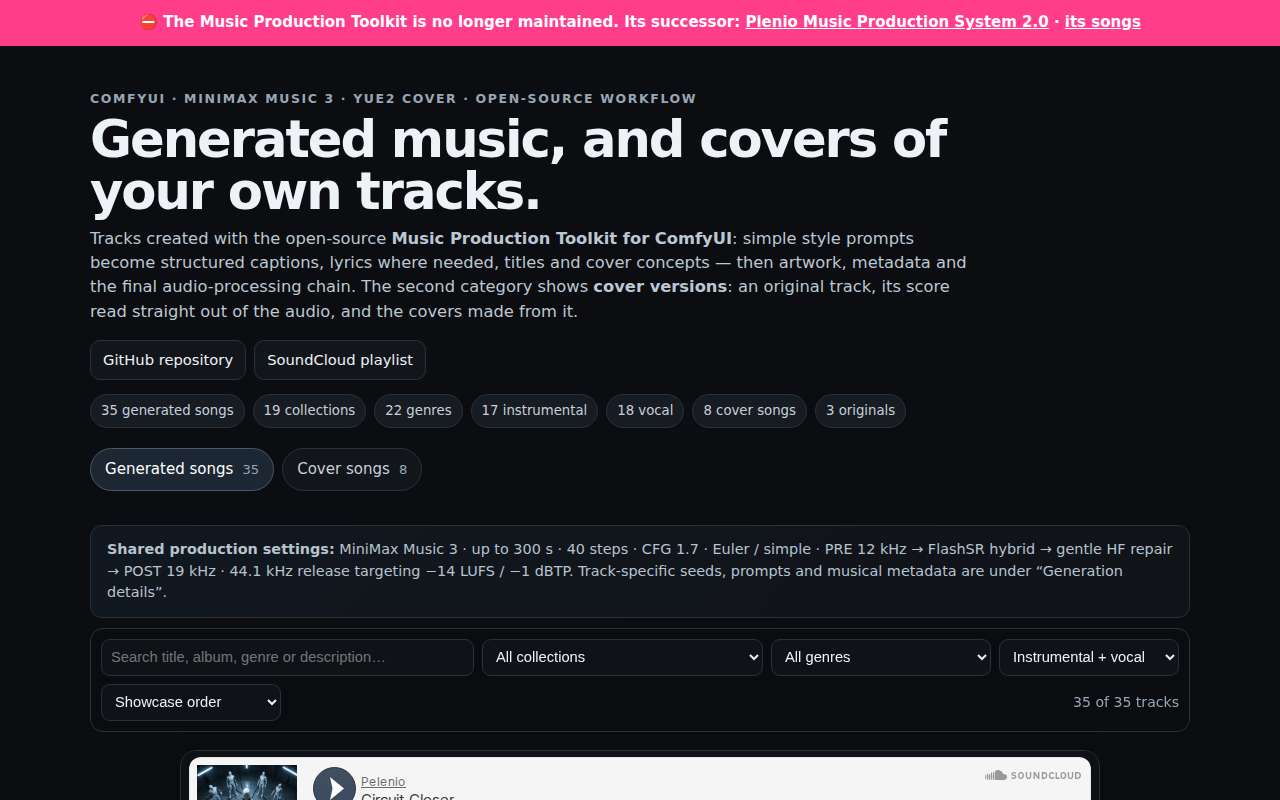 ⛔ The Music Production Toolkit is no longer maintained. Its successor: Plenio Music Production System 2.0 · its songs
COMFYUI · MINIMAX MUSIC 3 · YUE2 COVER · OPEN-SOURCE WORKFLOW
Generated music, and covers of
your own tracks.
Tracks created with the open-source Music Production Toolkit for ComfyUI: simple style prompts
become structured captions, lyrics where needed, titles and cover concepts — then artwork, metadata and
the final audio-processing chain. The second category shows cover versions: an original track, its score
read straight out of the audio, and the covers made from it.
GitHub repository SoundCloud playlist
35 generated songs 19 collections 22 genres 17 instrumental 18 vocal 8 cover songs 3 originals
Generated songs 35 Cover songs 8
Shared production settings: MiniMax Music 3 · up to 300 s · 40 steps · CFG 1.7 · Euler / simple · PRE 12 kHz → FlashSR hybrid → gentle HF repair
→ POST 19 kHz · 44.1 kHz release targeting −14 LUFS / −1 dBTP. Track-specific seeds, prompts and musical metadata are under “Generation
details”.
Search title, album, genre or description… All collections All genres Instrumental + vocal
Showcase order 35 of 35 tracks
Pelenio SOUNDCLOUD
Circuit Closer